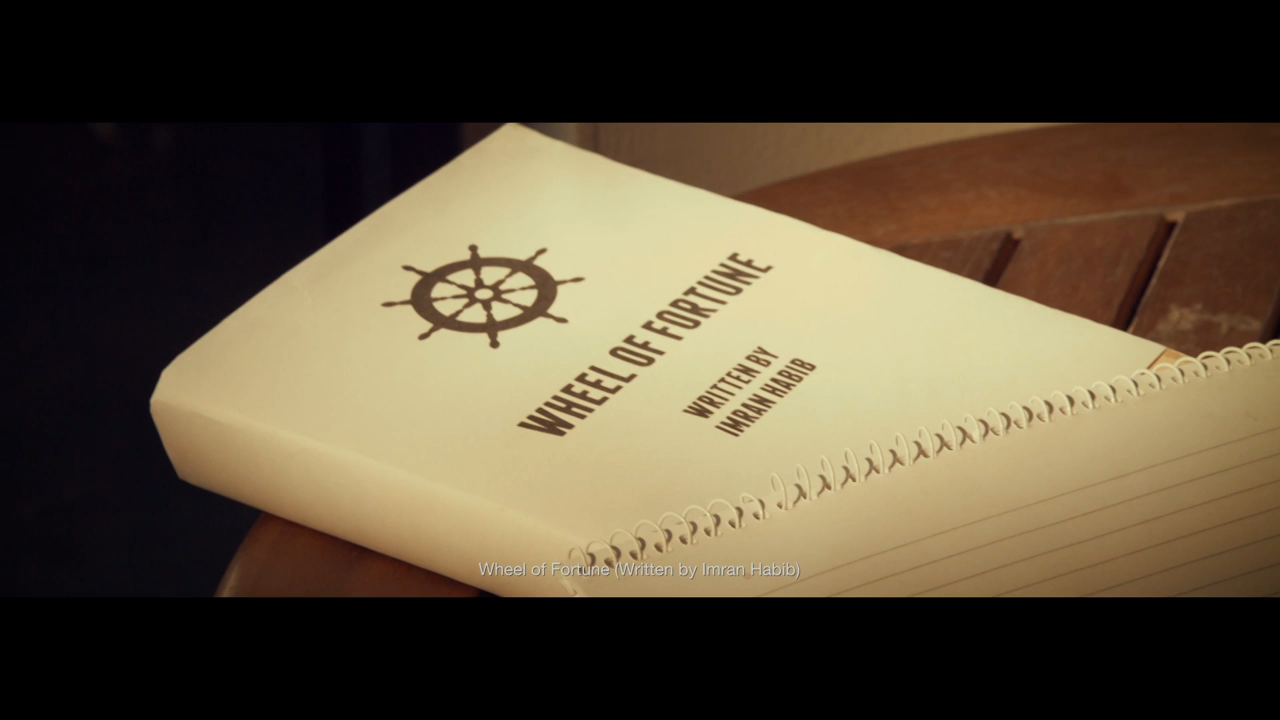 WHEEL OF FORTUNE
WRITTEN BY
IMRAN HABIB
Wheel of Fortune (Written by Imran Habib)